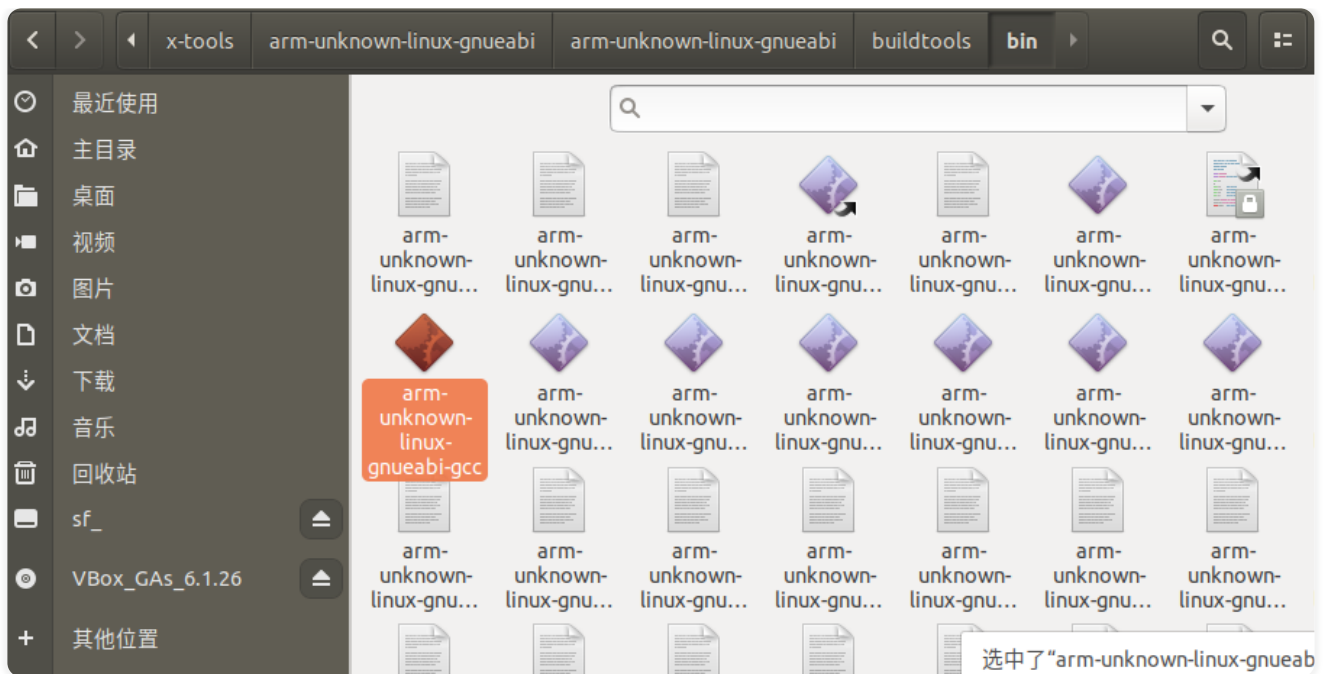 x-tools arm-unknown-linux-gnueabi arm-unknown-linux-gnueabi buildtools bin
最近使用
主目录
桌面
视频
图片
文档
下载
音乐
回收站
sf_
VBox_GAs_6.1.26
其他位置
arm- arm- arm- arm- arm- arm- arm-
unknown- unknown- unknown- unknown- unknown- unknown- unknown-
linux-gnu... linux-gnu... linux-gnu... linux-gnu... linux-gnu... linux-gnu... linux-gnu...
arm- arm- arm- arm- arm- arm- arm-
unknown- unknown- unknown- unknown- unknown- unknown- unknown-
linux- linux-gnu... linux-gnu... linux-gnu... linux-gnu... linux-gnu... linux-gnu...
gnueabi-gcc
arm- arm- arm- arm- arm- arm- arm-
unknown- unknown- unknown- unknown- unknown- unknown- unknown-
linux-gnu... linux-gnu... linux-gnu... linux-gnu... linux-gnu... linux-gnu... linux-gnu...
选中了“arm-unknown-linux-gnueab